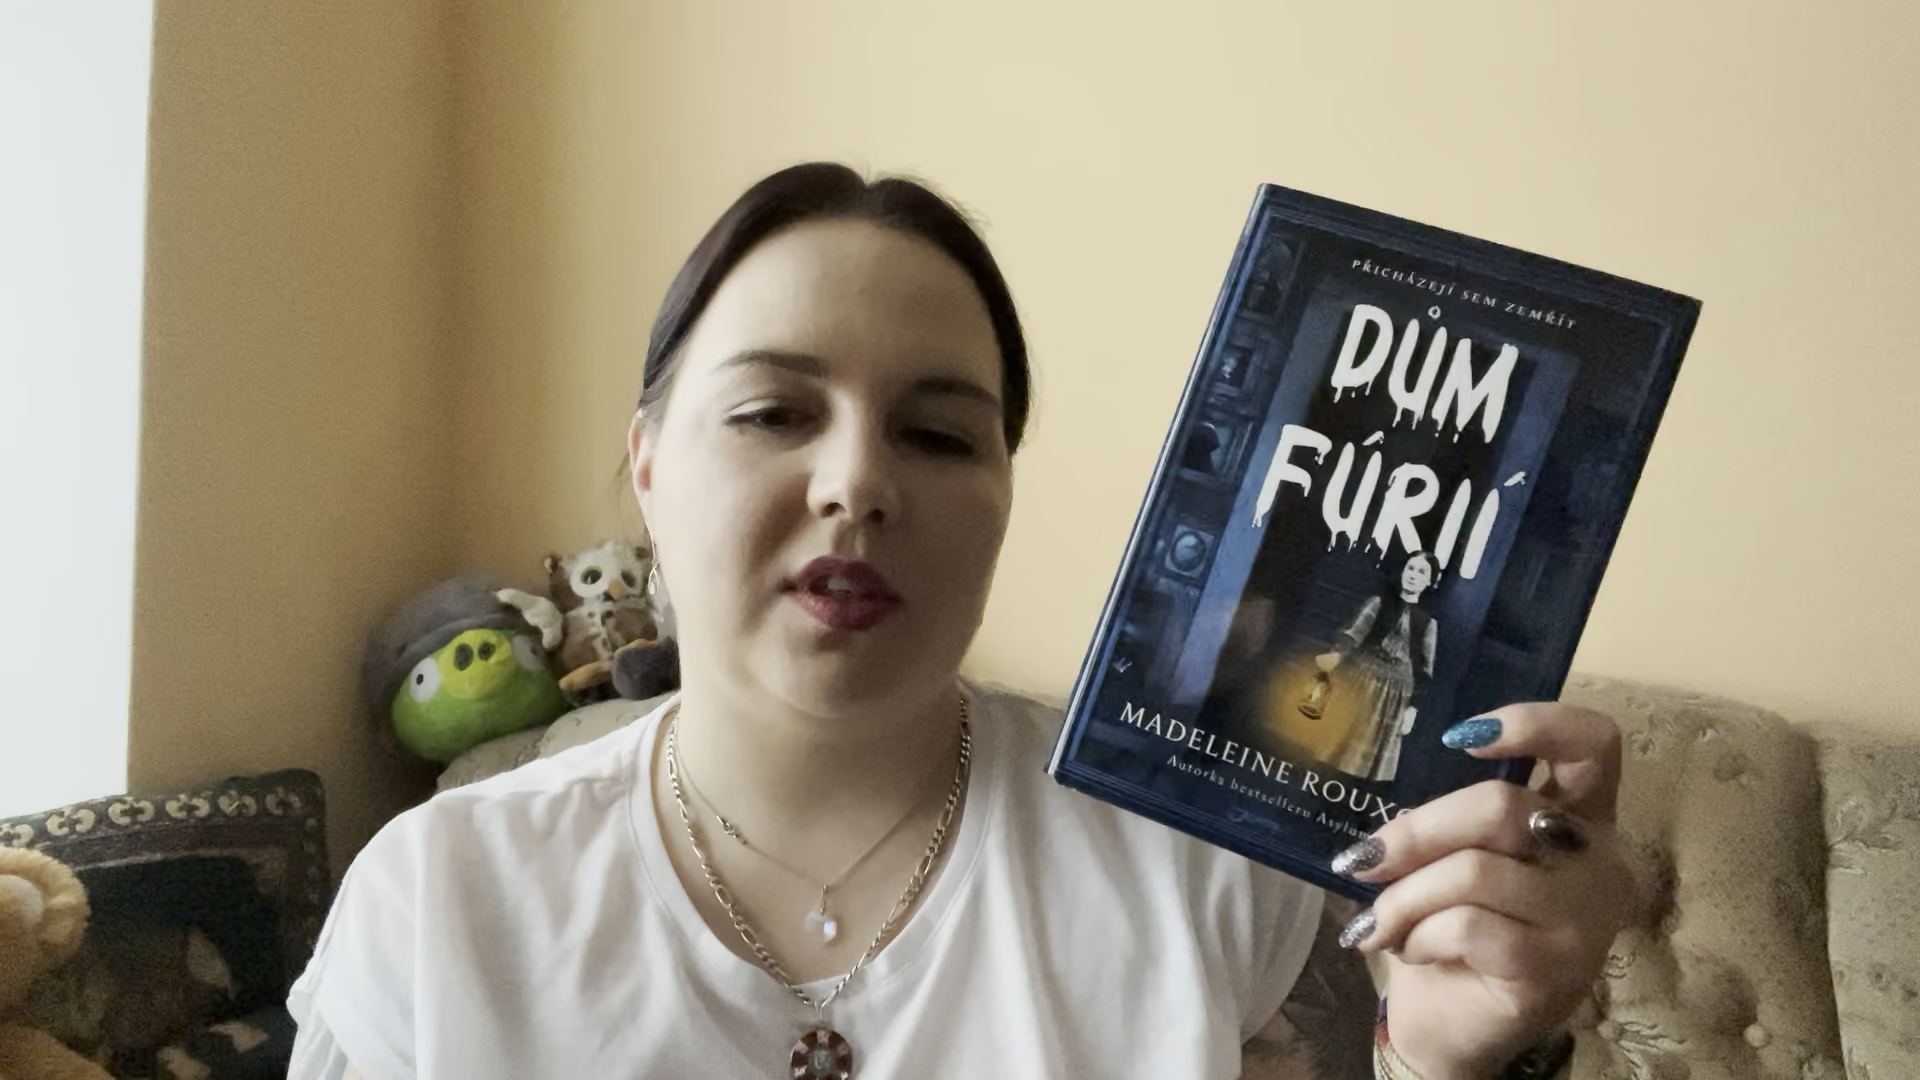 PŘICHÁZEJÍ SEM ZEMŘÍT
DŮM
FÚRIÍ
MADELEINE ROUX
Autorka bestselleru Asylum